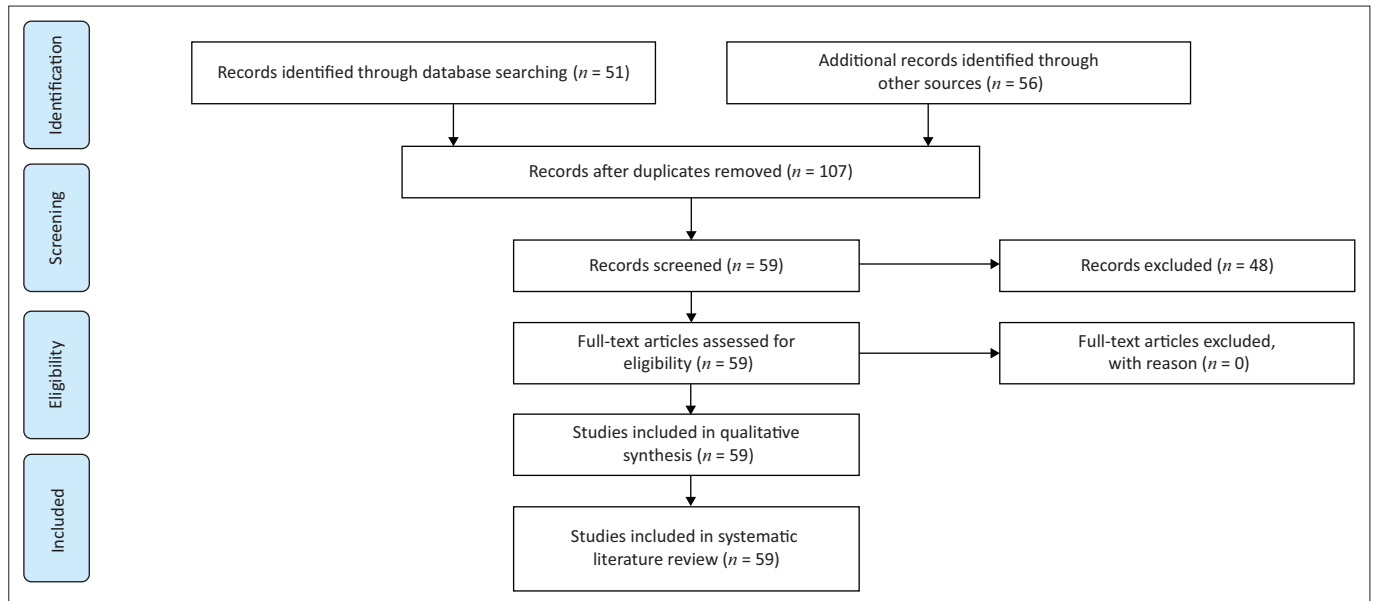 Identification
Records identified through database searching (n = 51)
Additional records identified through
other sources (n = 56)
Records after duplicates removed (n = 107)
Screening
Records screened (n = 59)
Records excluded (n = 48)
Eligibility
Full-text articles assessed for
eligibility (n = 59)
Full-text articles excluded,
with reason (n = 0)
Studies included in qualitative
synthesis (n = 59)
Included
Studies included in systematic
literature review (n = 59)